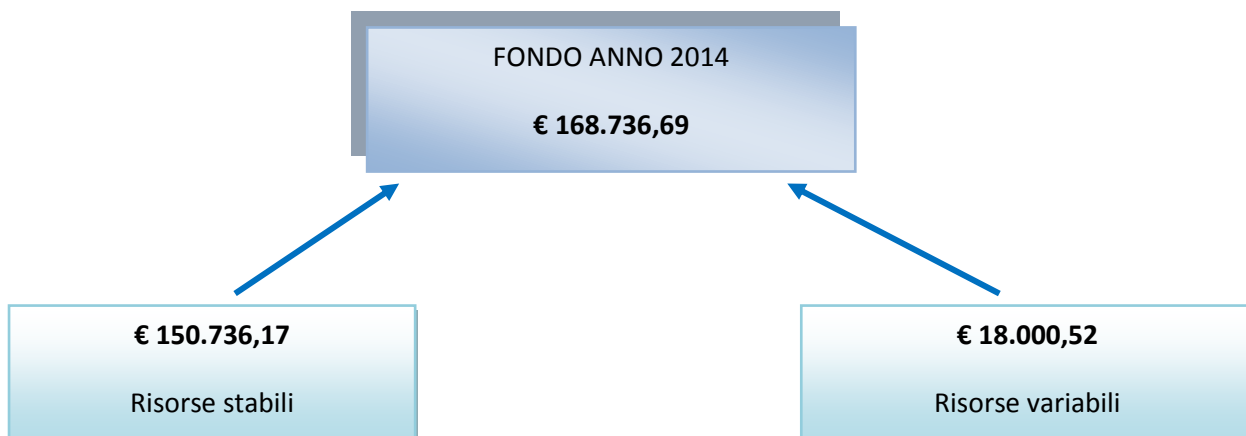 FONDO ANNO 2014
€ 168.736,69
€ 150.736,17
Risorse stabili
€ 18.000,52
Risorse variabili